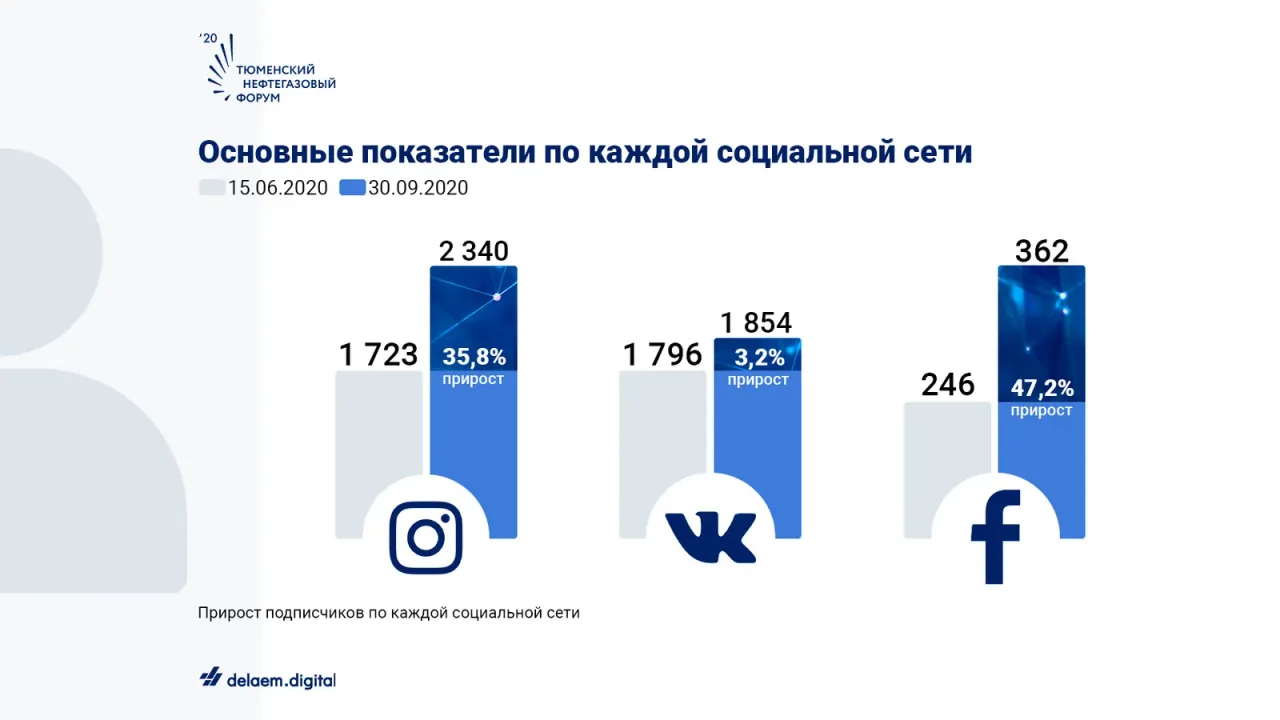 '20
ТЮМЕНСКИЙ
НЕФТЕГАЗОВЫЙ
ФОРУМ
Основные показатели по каждой социальной сети
15.06.2020 30.09.2020
1 723
2 340
35,8%
прирост
1 796
1 854
3,2%
прирост
246
362
47,2%
прирост
Прирост подписчиков по каждой социальной сети
delaem.digital